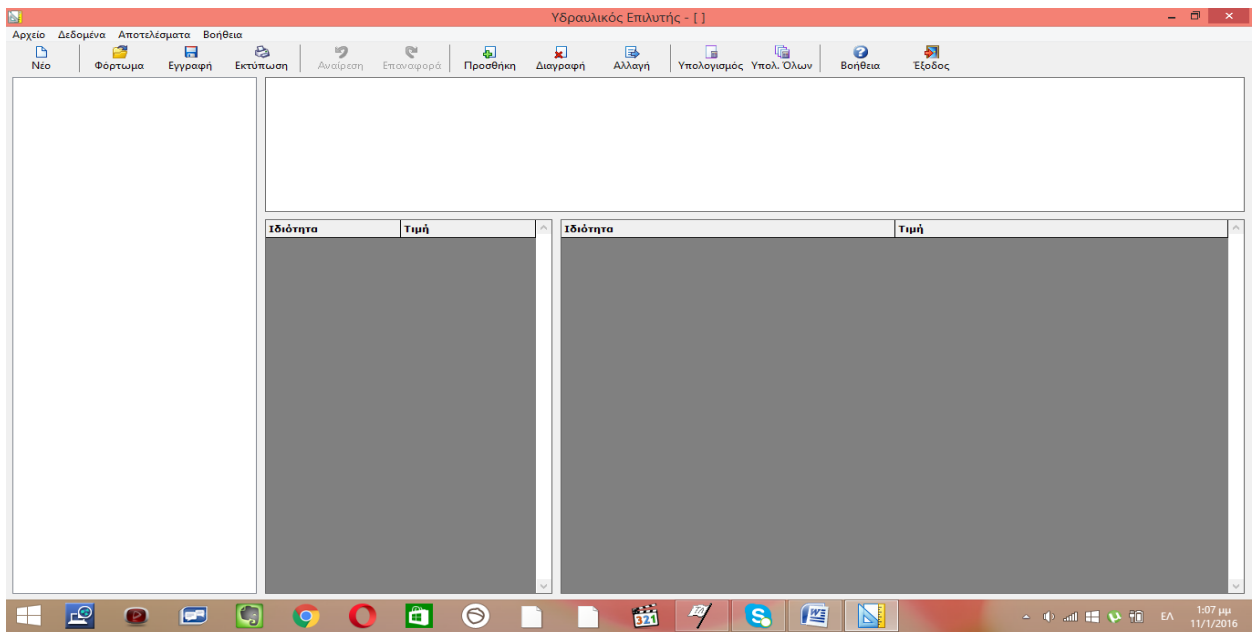 Υδραυλικός Επιλυτής - [ ]
Αρχείο Δεδομένα Αποτελέσματα Βοήθεια
Νέο Φόρτωμα Εγγραφή Εκτύπωση Αναίρεση Επαναφορά Προσθήκη Διαγραφή Αλλαγή Υπολογισμός Υπολ. Όλων Βοήθεια Έξοδος
Ιδιότητα Τιμή Ιδιότητα Τιμή
321 S W ΕΛ 1:07 μμ
11/1/2016